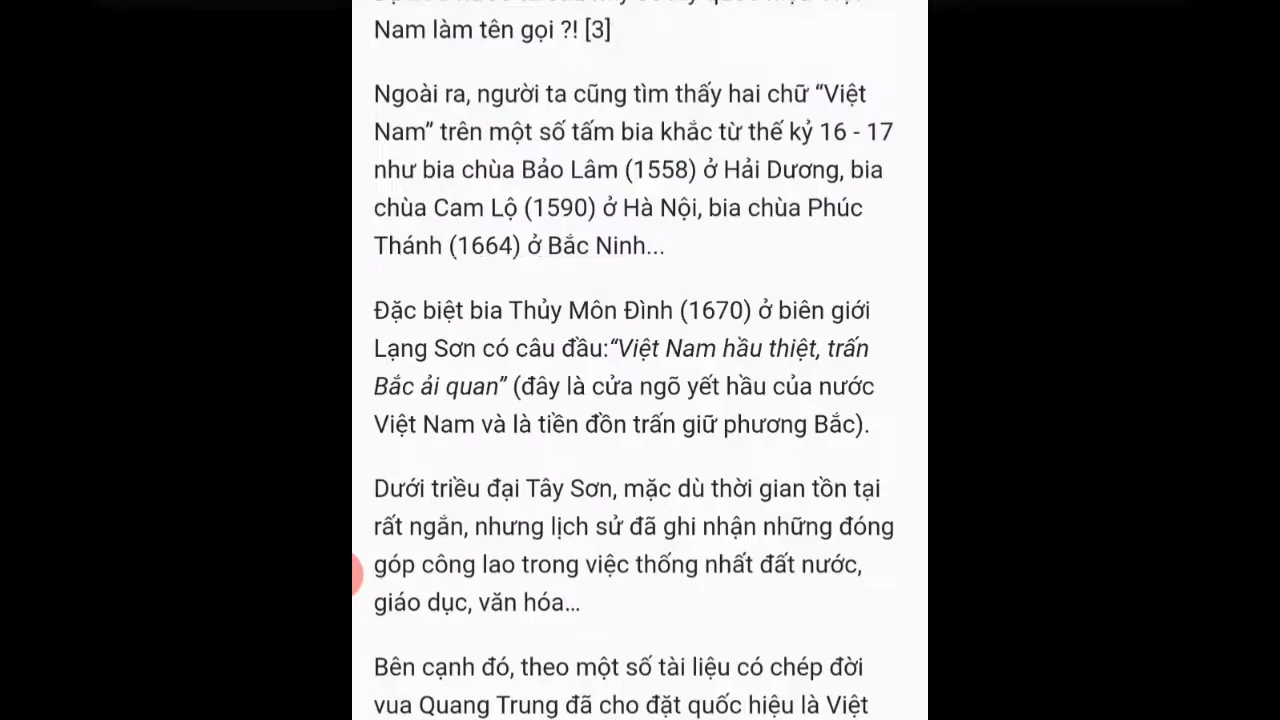 Nam làm tên gọi ?! [3]
Ngoài ra, người ta cũng tìm thấy hai chữ “Việt
Nam” trên một số tấm bia khắc từ thế kỷ 16 - 17
như bia chùa Bảo Lâm (1558) ở Hải Dương, bia
chùa Cam Lộ (1590) ở Hà Nội, bia chùa Phúc
Thánh (1664) ở Bắc Ninh...
Đặc biệt bia Thủy Môn Đình (1670) ở biên giới
Lạng Sơn có câu đầu:“Việt Nam hầu thiệt, trấn
Bắc ải quan” (đây là cửa ngõ yết hầu của nước
Việt Nam và là tiền đồn trấn giữ phương Bắc).
Dưới triều đại Tây Sơn, mặc dù thời gian tồn tại
rất ngắn, nhưng lịch sử đã ghi nhận những đóng
góp công lao trong việc thống nhất đất nước,
giáo dục, văn hóa…
Bên cạnh đó, theo một số tài liệu có chép đời
vua Quang Trung đã cho đặt quốc hiệu là Việt